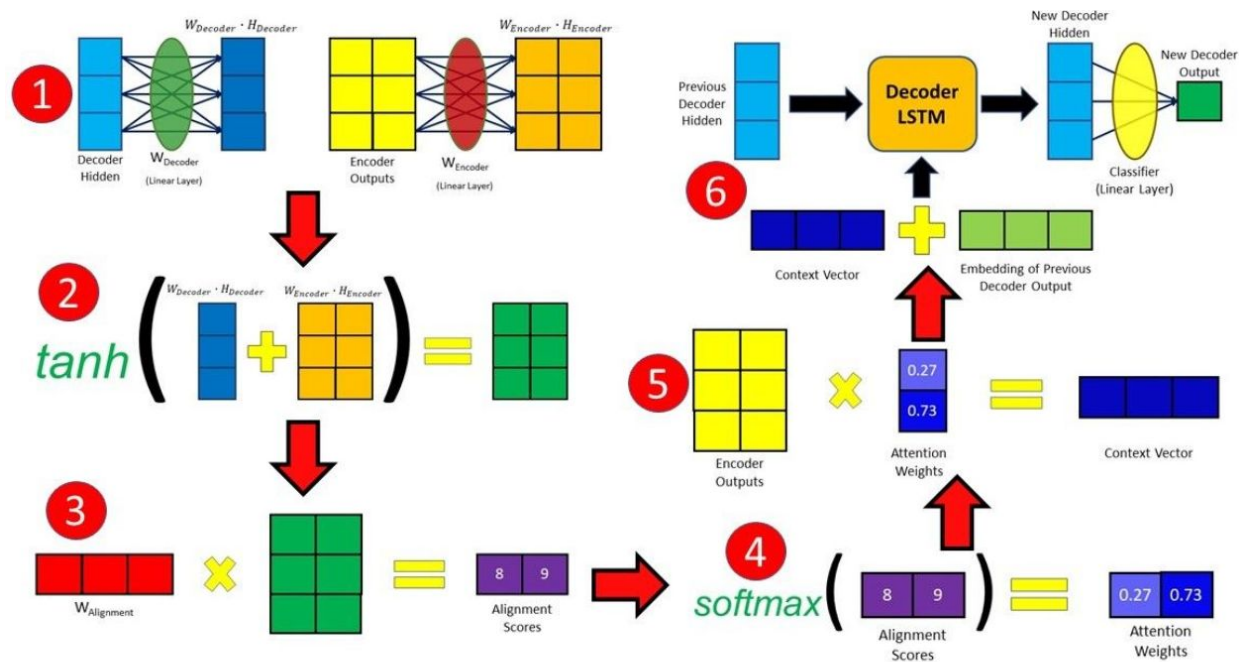 1
W_Decoder · H_Decoder
Decoder
Hidden
W_Decoder
(Linear Layer)
W_Encoder · H_Encoder
Encoder
Outputs
W_Encoder
(Linear Layer)
2
tanh
(
W_Decoder · H_Decoder
+
W_Encoder · H_Encoder
)
=
3
W_Alignment
×
=
8 9
Alignment
Scores
4
softmax
(
8 9
Alignment
Scores
)
=
0.27 0.73
Attention
Weights
5
Encoder
Outputs
×
0.27
0.73
Attention
Weights
=
Context Vector
6
Previous
Decoder
Hidden
Decoder
LSTM
New Decoder
Hidden
New Decoder
Output
Classifier
(Linear Layer)
Context Vector
+
Embedding of Previous
Decoder Output